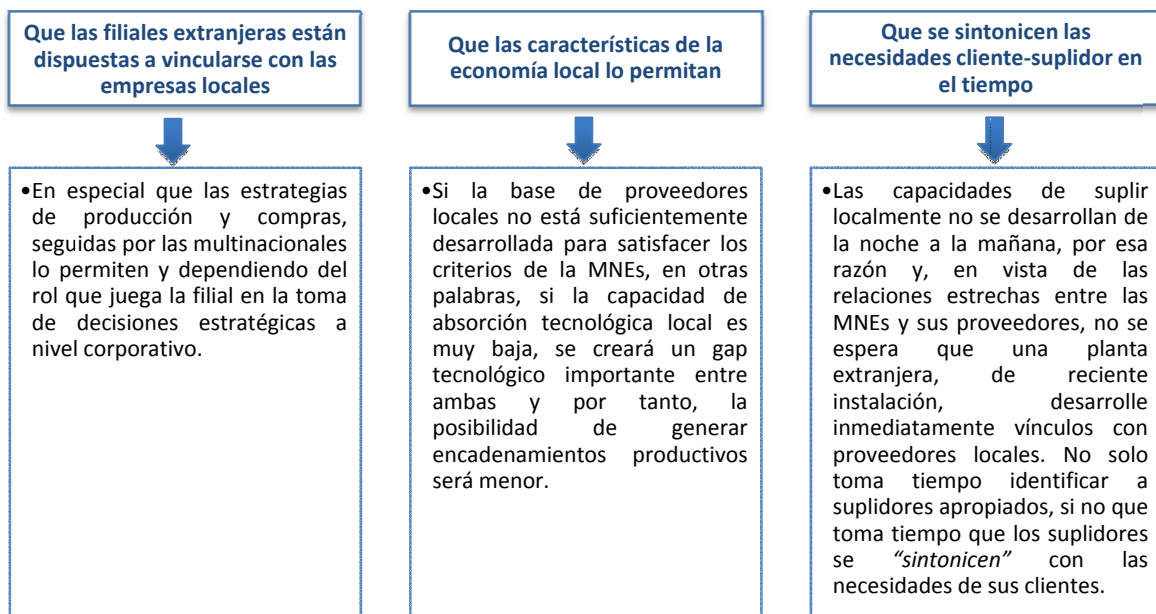 Que las filiales extranjeras están
dispuestas a vincularse con las
empresas locales
•En especial que las estrategias
de producción y compras,
seguidas por las multinacionales
lo permiten y dependiendo del
rol que juega la filial en la toma
de decisiones estratégicas a
nivel corporativo.
Que las características de la
economía local lo permitan
•Si la base de proveedores
locales no está suficientemente
desarrollada para satisfacer los
criterios de la MNEs, en otras
palabras, si la capacidad de
absorción tecnológica local es
muy baja, se creará un gap
tecnológico importante entre
ambas y por tanto, la
posibilidad de generar
encadenamientos productivos
será menor.
Que se sintonicen las
necesidades cliente-suplidor en
el tiempo
•Las capacidades de suplir
localmente no se desarrollan de
la noche a la mañana, por esa
razón y, en vista de las
relaciones estrechas entre las
MNEs y sus proveedores, no se
espera que una planta
extranjera, de reciente
instalación, desarrolle
inmediatamente vínculos con
proveedores locales. No solo
toma tiempo identificar a
suplidores apropiados, si no que
toma tiempo que los suplidores
se “sintonicen” con las
necesidades de sus clientes.